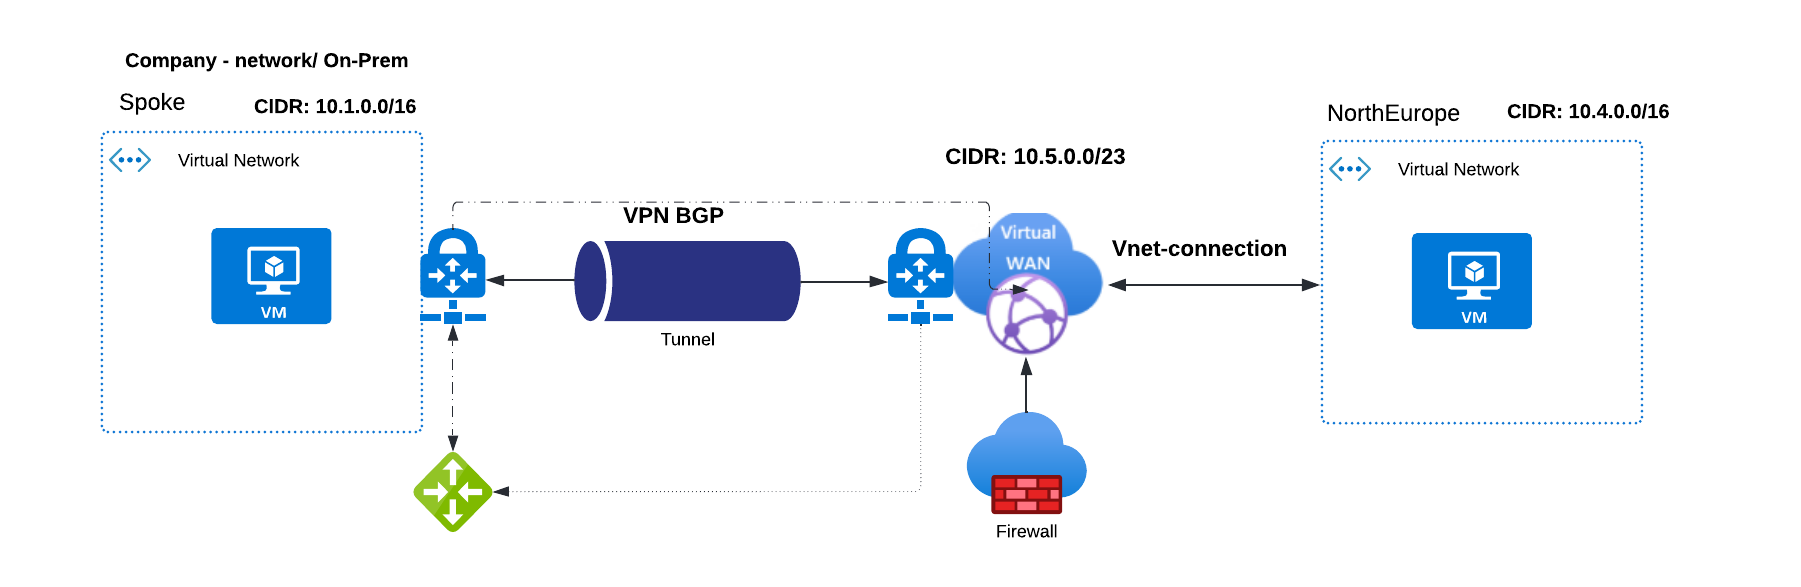 Company - network/ On-Prem
Spoke
CIDR: 10.1.0.0/16
Virtual Network
VM
VPN BGP
Tunnel
CIDR: 10.5.0.0/23
Virtual
WAN
Vnet-connection
Firewall
NorthEurope
CIDR: 10.4.0.0/16
Virtual Network
VM